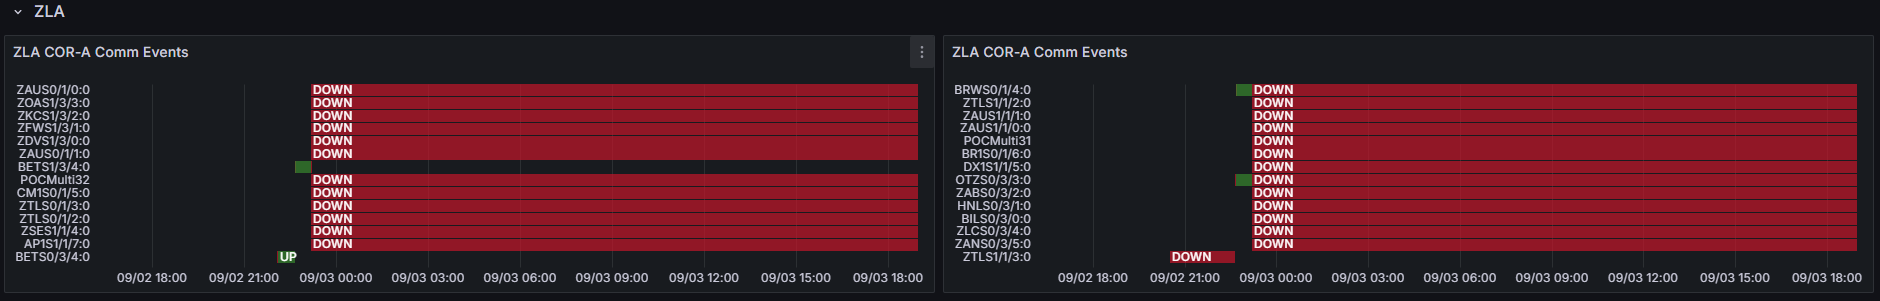 ZLA
ZLA COR-A Comm Events
ZAUS0/1/0:0 DOWN
ZOAS1/3/3:0 DOWN
ZKCS1/3/2:0 DOWN
ZFWS1/3/1:0 DOWN
ZDVS1/3/0:0 DOWN
ZAUS0/1/1:0 DOWN
BETS1/3/4:0
POCMulti32 DOWN
CM1S0/1/5:0 DOWN
ZTLS0/1/3:0 DOWN
ZTLS0/1/2:0 DOWN
ZSES1/1/4:0 DOWN
AP1S1/1/7:0 DOWN
BETS0/3/4:0 UP
09/02 18:00 09/02 21:00 09/03 00:00 09/03 03:00 09/03 06:00 09/03 09:00 09/03 12:00 09/03 15:00 09/03 18:00
ZLA COR-A Comm Events
BRWS0/1/4:0 DOWN
ZTLS1/1/2:0 DOWN
ZAUS1/1/1:0 DOWN
ZAUS1/1/0:0 DOWN
POCMulti31 DOWN
BR1S0/1/6:0 DOWN
DX1S1/1/5:0 DOWN
OTZS0/3/3:0 DOWN
ZABS0/3/2:0 DOWN
HNLS0/3/1:0 DOWN
BILS0/3/0:0 DOWN
ZLCS0/3/4:0 DOWN
ZANS0/3/5:0 DOWN
ZTLS1/1/3:0 DOWN
09/02 18:00 09/02 21:00 09/03 00:00 09/03 03:00 09/03 06:00 09/03 09:00 09/03 12:00 09/03 15:00 09/03 18:00